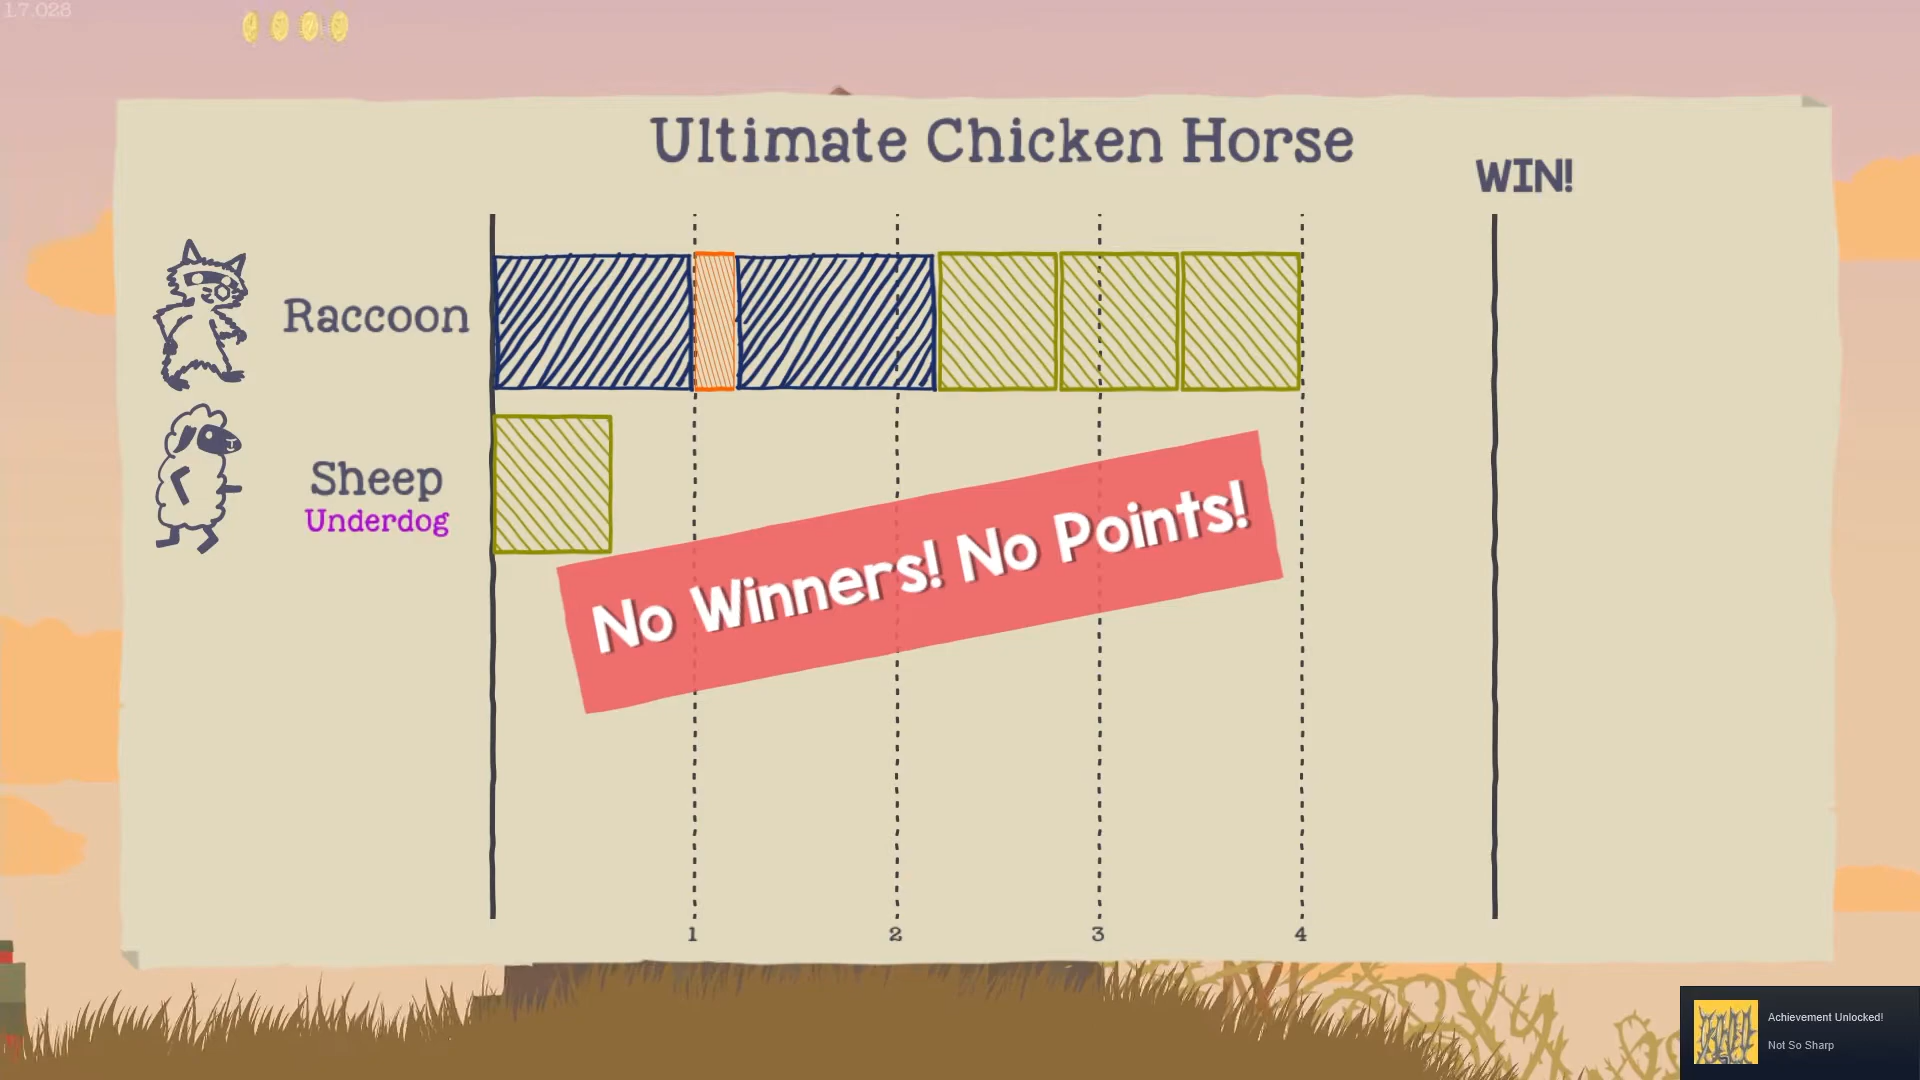 1.7.028
Ultimate Chicken Horse
WIN!
Raccoon
Sheep
Underdog
No Winners! No Points!
1 2 3 4
Achievement Unlocked!
Not So Sharp